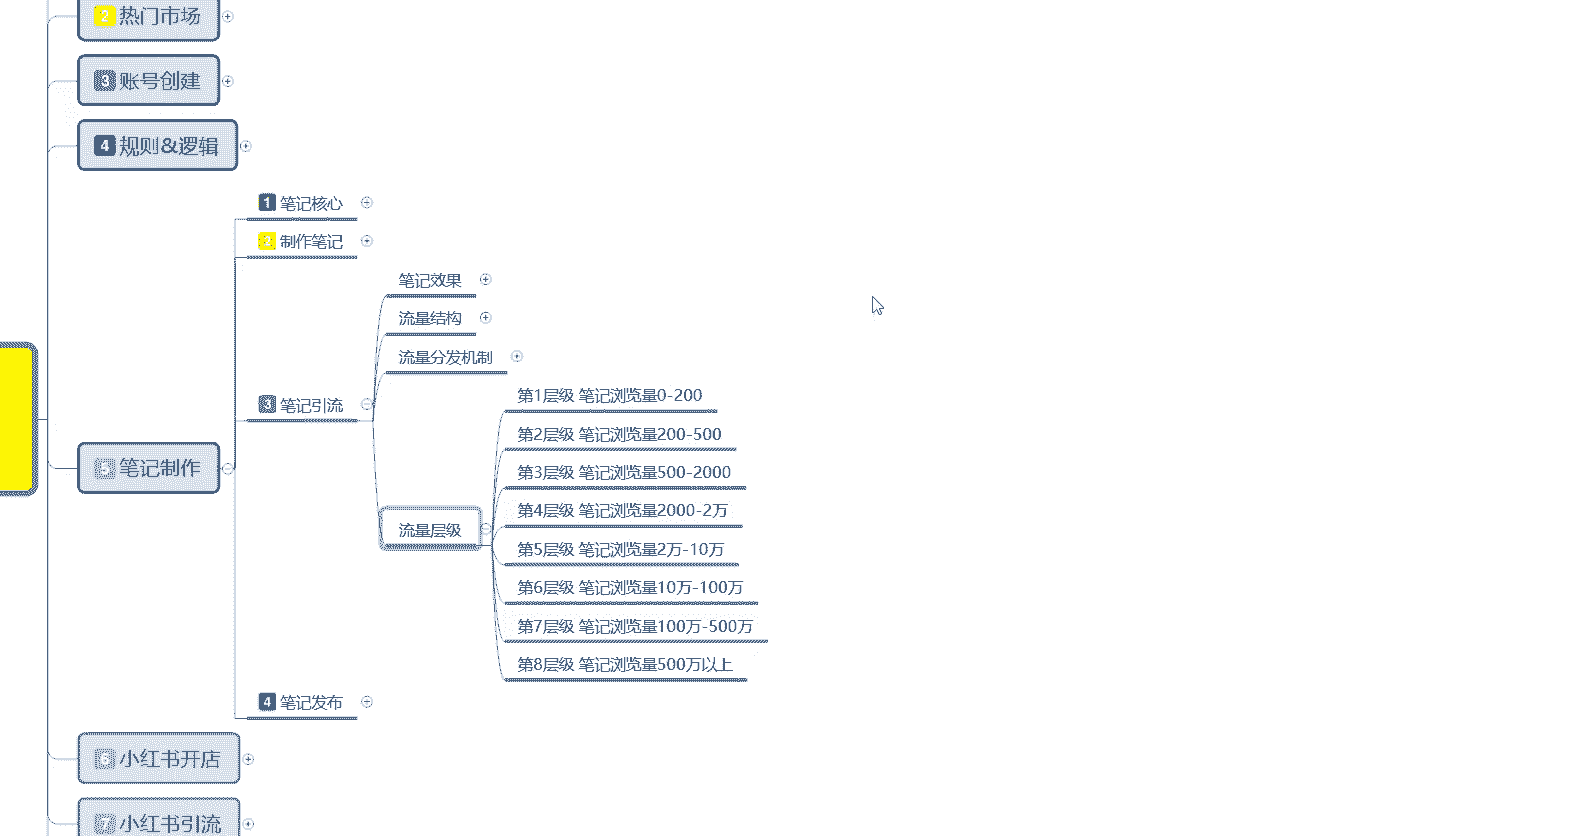 2 热门市场
3 账号创建
4 规则&逻辑
1 笔记核心
2 制作笔记
笔记效果
流量结构
流量分发机制
第1层级 笔记浏览量0-200
3 笔记引流
第2层级 笔记浏览量200-500
第3层级 笔记浏览量500-2000
5 笔记制作
第4层级 笔记浏览量2000-2万
流量层级
第5层级 笔记浏览量2万-10万
第6层级 笔记浏览量10万-100万
第7层级 笔记浏览量100万-500万
第8层级 笔记浏览量500万以上
4 笔记发布
6 小红书开店
7 小红书引流